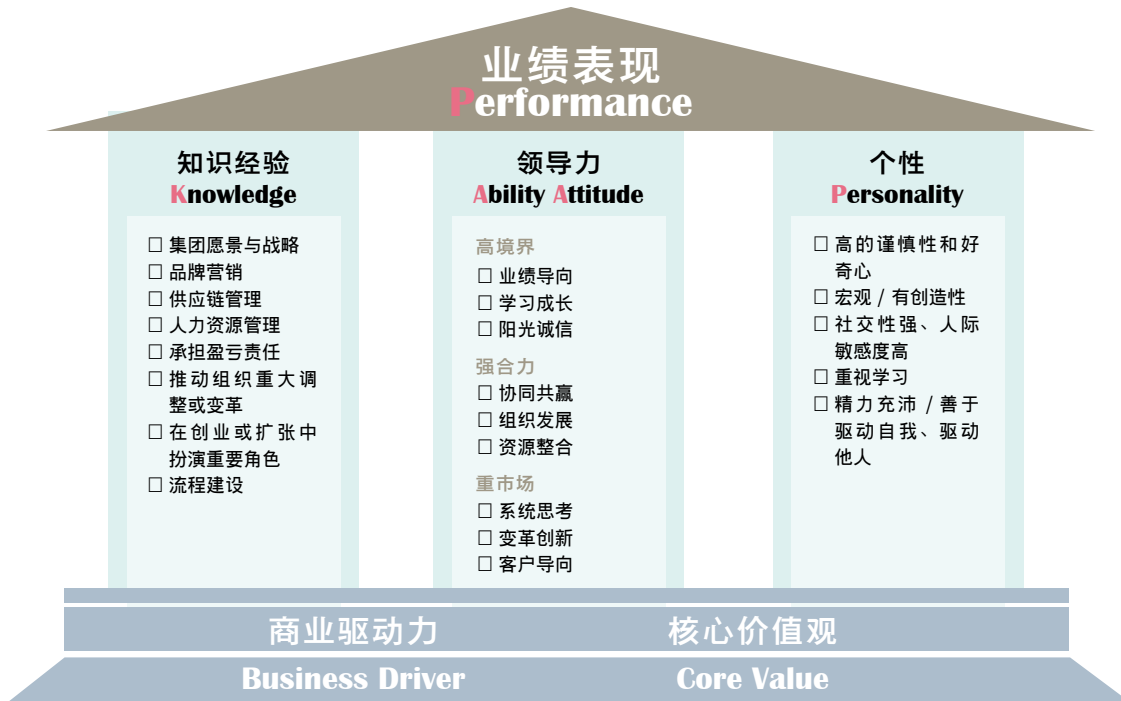 业绩表现
Performance
知识经验
Knowledge
□ 集团愿景与战略
□ 品牌营销
□ 供应链管理
□ 人力资源管理
□ 承担盈亏责任
□ 推动组织重大调
整或变革
□ 在创业或扩张中
扮演重要角色
□ 流程建设
领导力
Ability Attitude
高境界
□ 业绩导向
□ 学习成长
□ 阳光诚信
强合力
□ 协同共赢
□ 组织发展
□ 资源整合
重市场
□ 系统思考
□ 变革创新
□ 客户导向
个性
Personality
□ 高的谨慎性和好
奇心
□ 宏观 / 有创造性
□ 社交性强、人际
敏感度高
□ 重视学习
□ 精力充沛 / 善于
驱动自我、驱动
他人
商业驱动力
核心价值观
Business Driver
Core Value